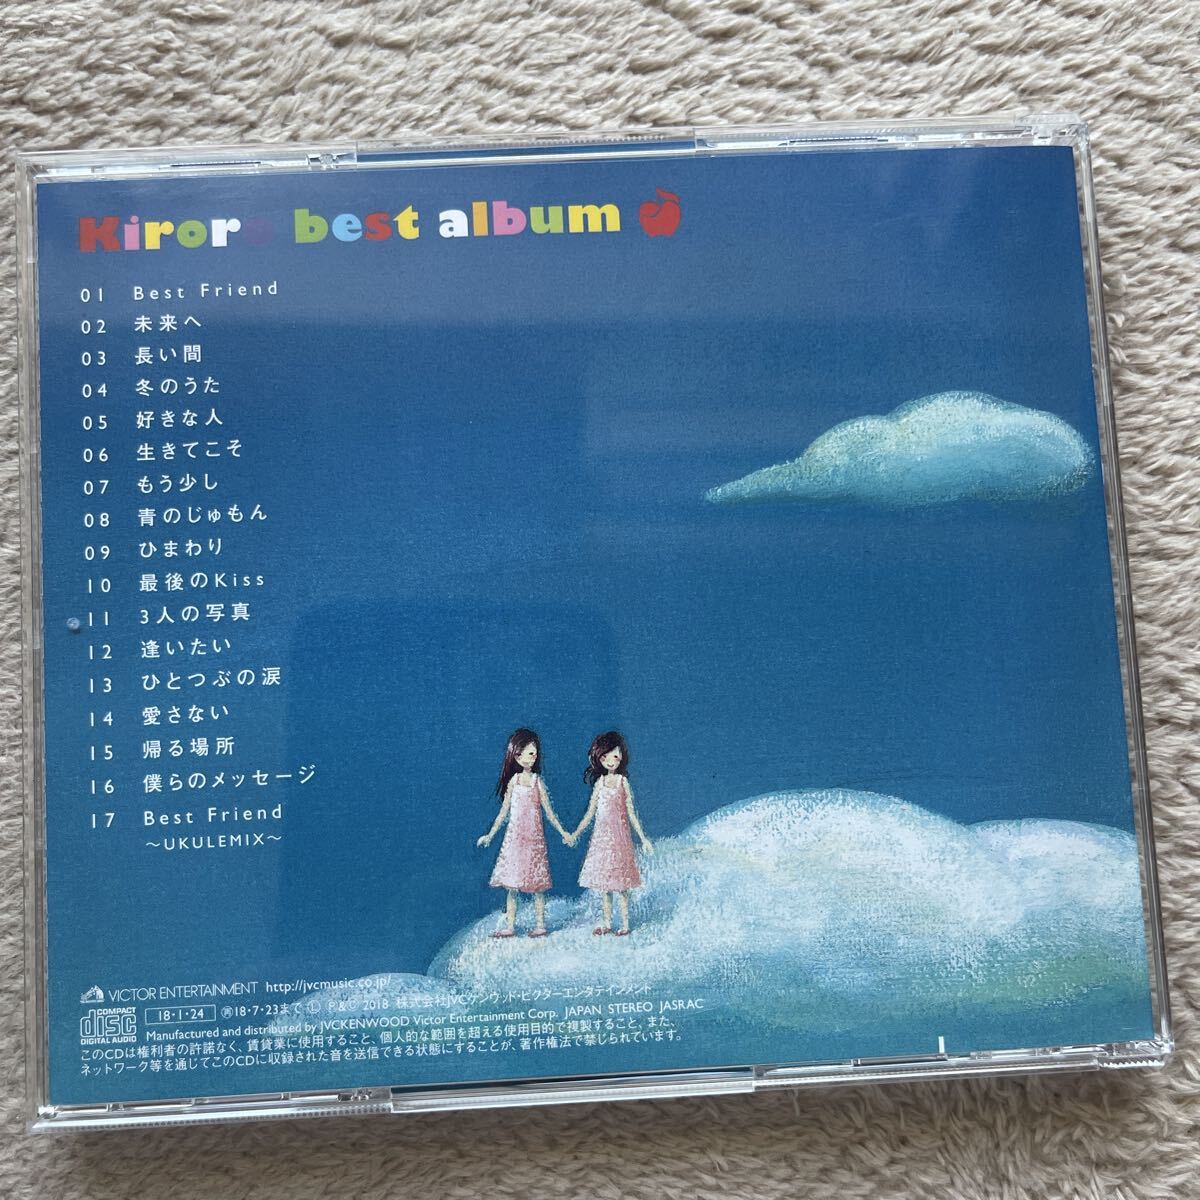 Kiroro best album
01 Best Friend
02 未来へ
03 長い間
04 冬のうた
05 好きな人
06 生きてこそ
07 もう少し
08 青のじゅもん
09 ひまわり
10 最後のKiss
11 3人の写真
12 逢いたい
13 ひとつぶの涙
14 愛さない
15 帰る場所
16 僕らのメッセージ
17 Best Friend
〜UKULEMIX〜
VICTOR ENTERTAINMENT http://jvcmusic.co.jp/
COMPACT
disc
DIGITAL AUDIO
18・1・24 ㊢18・7・23まで Ⓛ Ⓟ&© 2018 株式会社JVCケンウッド・ビクターエンタテインメント
Manufactured and distributed by JVCKENWOOD Victor Entertainment Corp. JAPAN STEREO JASRAC
このCDは権利者の許諾なく、賃貸業に使用すること、個人的な範囲を超える使用目的で複製すること、また、
ネットワーク等を通じてこのCDに収録された音を送信できる状態にすることが、著作権法で禁じられています。